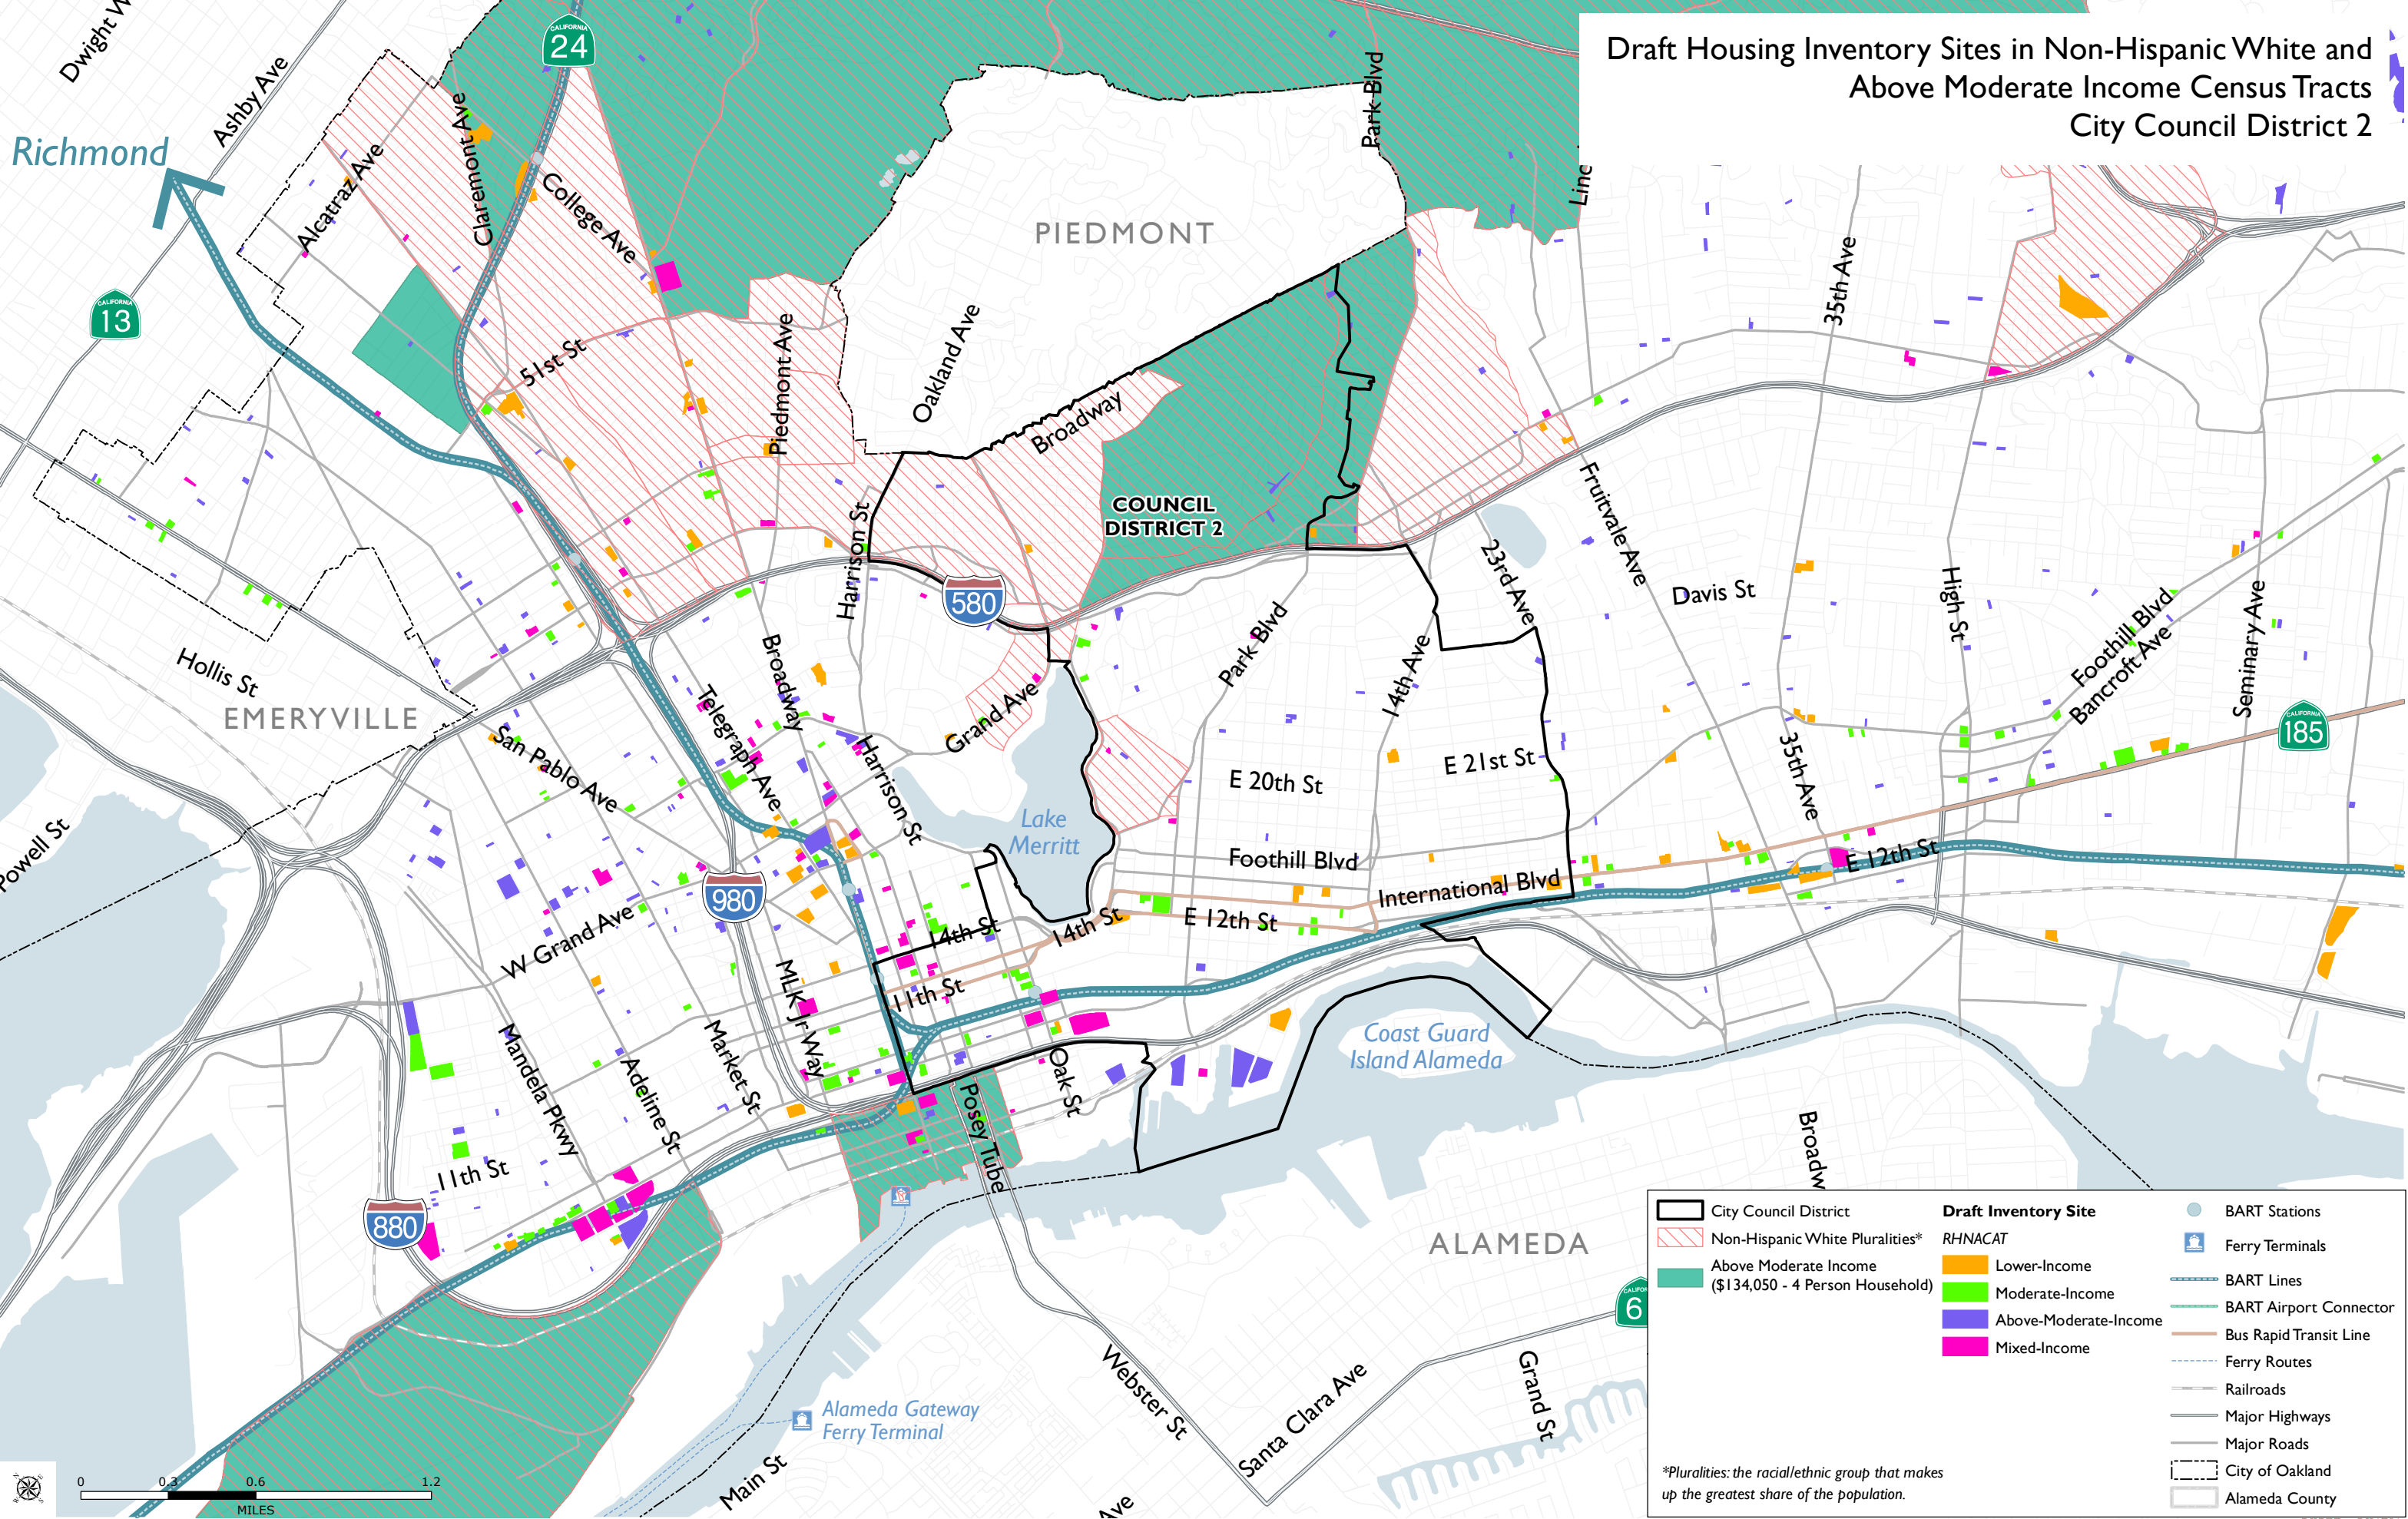 Draft Housing Inventory Sites in Non-Hispanic White and
Above Moderate Income Census Tracts
City Council District 2
Dwight W
Ashby Ave
CALIFORNIA
24
Park Blvd
Richmond
Alcatraz Ave
Claremont Ave
College Ave
PIEDMONT
Linc
35th Ave
CALIFORNIA
13
51st St
Piedmont Ave
Oakland Ave
Broadway
COUNCIL
DISTRICT 2
Harrison St
580
Fruitvale Ave
23rd Ave
Davis St
High St
Foothill Blvd
Bancroft Ave
Seminary Ave
Hollis St
EMERYVILLE
Broadway
Telegraph Ave
Park Blvd
14th Ave
Grand Ave
CALIFORNIA
185
San Pablo Ave
Harrison St
E 20th St
E 21st St
35th Ave
Powell St
Lake
Merritt
Foothill Blvd
E 12th St
980
International Blvd
W Grand Ave
14th St
14th St
E 12th St
MLK Jr Way
11th St
Mandela Pkwy
Adeline St
Market St
Oak St
Posey Tube
Coast Guard
Island Alameda
Broadw
11th St
880
ALAMEDA
CALIFOR
6
Webster St
Santa Clara Ave
Grand St
Alameda Gateway
Ferry Terminal
Main St
Ave
0 0.3 0.6 1.2
MILES
City Council District
Non-Hispanic White Pluralities*
Above Moderate Income
($134,050 - 4 Person Household)
Draft Inventory Site
RHNACAT
Lower-Income
Moderate-Income
Above-Moderate-Income
Mixed-Income
BART Stations
Ferry Terminals
BART Lines
BART Airport Connector
Bus Rapid Transit Line
Ferry Routes
Railroads
Major Highways
Major Roads
City of Oakland
Alameda County
*Pluralities: the racial/ethnic group that makes
up the greatest share of the population.